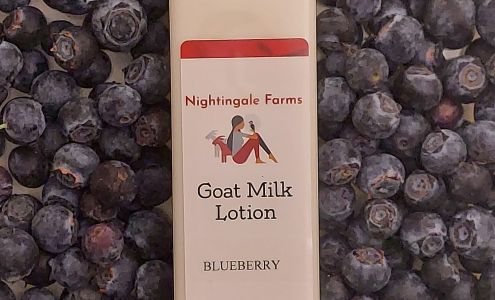 Nightingale Farms
Goat Milk
Lotion
BLUEBERRY